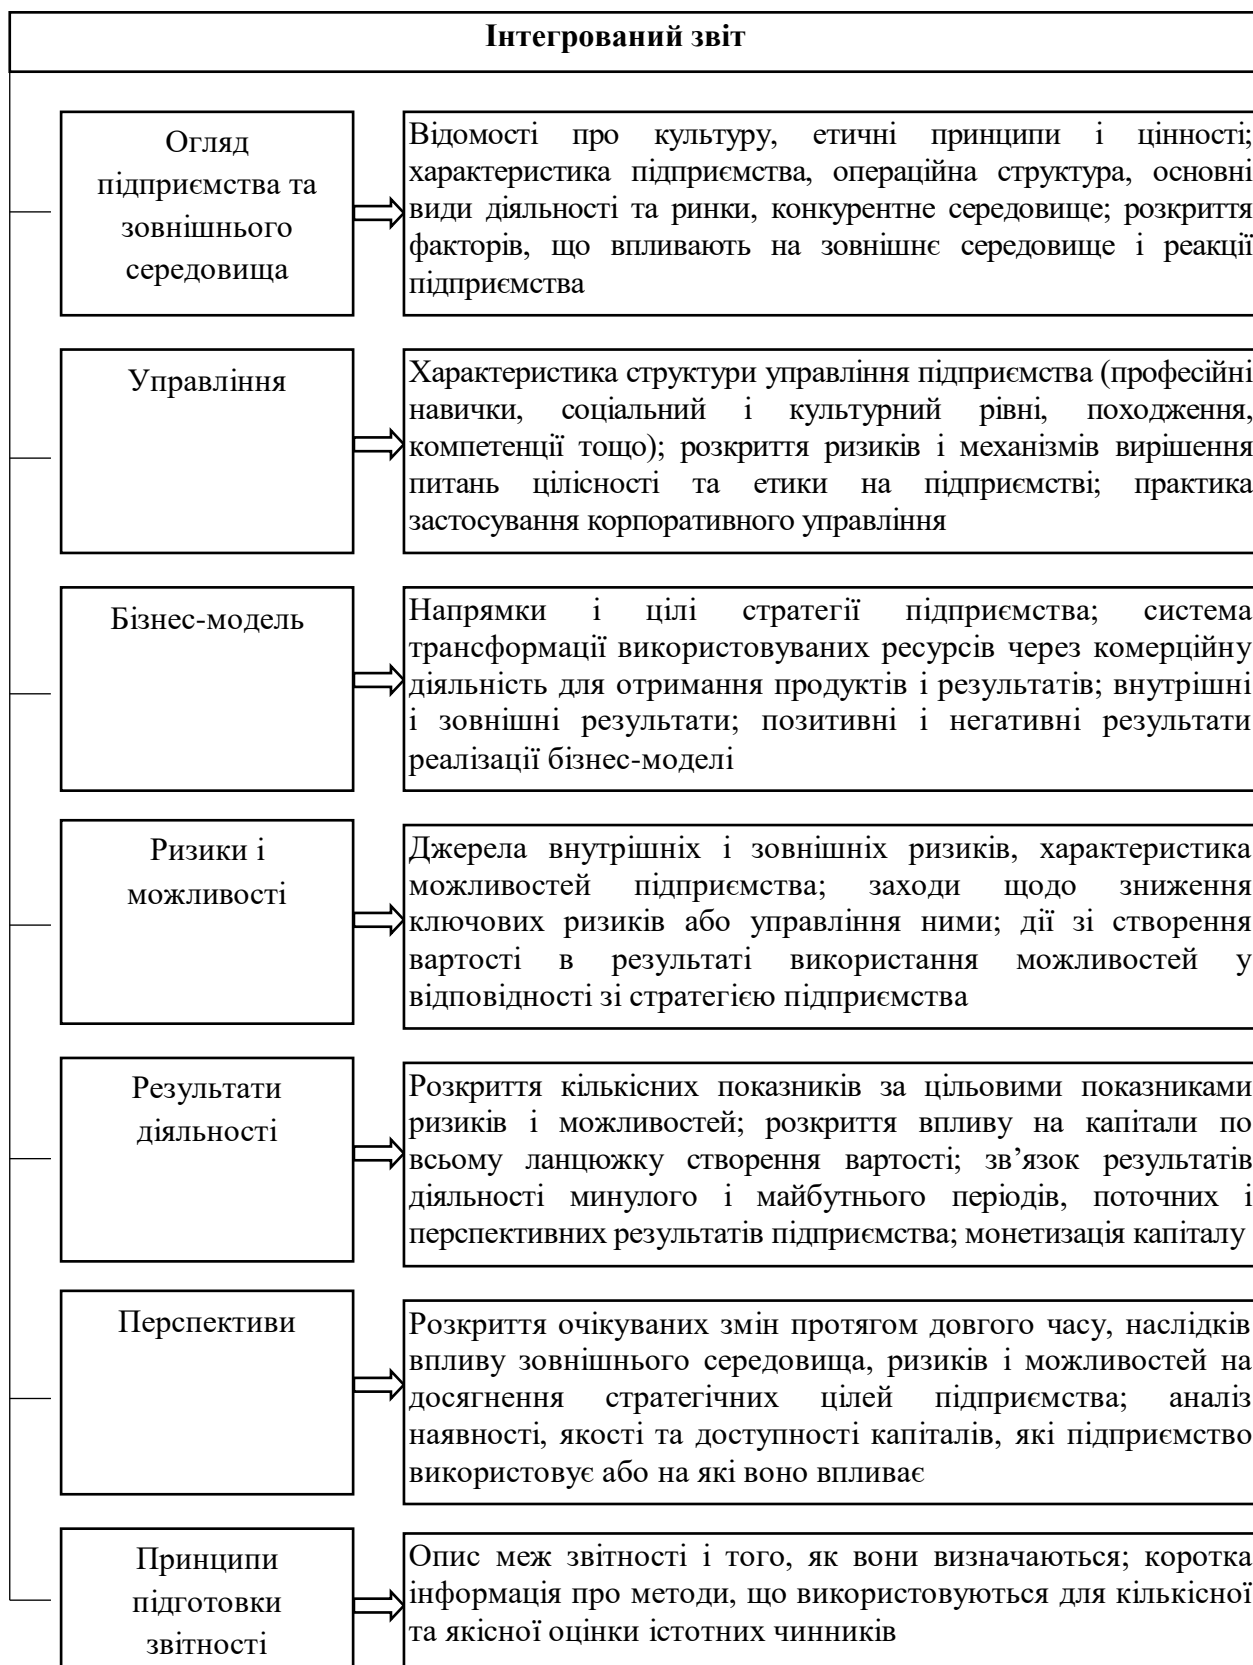 Інтегрований звіт
Огляд
підприємства та
зовнішнього
середовища
Відомості про культуру, етичні принципи і цінності;
характеристика підприємства, операційна структура, основні
види діяльності та ринки, конкурентне середовище; розкриття
факторів, що впливають на зовнішнє середовище і реакції
підприємства
Управління
Характеристика структури управління підприємства (професійні
навички, соціальний і культурний рівні, походження,
компетенції тощо); розкриття ризиків і механізмів вирішення
питань цілісності та етики на підприємстві; практика
застосування корпоративного управління
Бізнес-модель
Напрямки і цілі стратегії підприємства; система
трансформації використовуваних ресурсів через комерційну
діяльність для отримання продуктів і результатів; внутрішні
і зовнішні результати; позитивні і негативні результати
реалізації бізнес-моделі
Ризики і
можливості
Джерела внутрішніх і зовнішніх ризиків, характеристика
можливостей підприємства; заходи щодо зниження
ключових ризиків або управління ними; дії зі створення
вартості в результаті використання можливостей у
відповідності зі стратегією підприємства
Результати
діяльності
Розкриття кількісних показників за цільовими показниками
ризиків і можливостей; розкриття впливу на капітали по
всьому ланцюжку створення вартості; зв’язок результатів
діяльності минулого і майбутнього періодів, поточних і
перспективних результатів підприємства; монетизація капіталу
Перспективи
Розкриття очікуваних змін протягом довгого часу, наслідків
впливу зовнішнього середовища, ризиків і можливостей на
досягнення стратегічних цілей підприємства; аналіз
наявності, якості та доступності капіталів, які підприємство
використовує або на які воно впливає
Принципи
підготовки
звітності
Опис меж звітності і того, як вони визначаються; коротка
інформація про методи, що використовуються для кількісної
та якісної оцінки істотних чинників